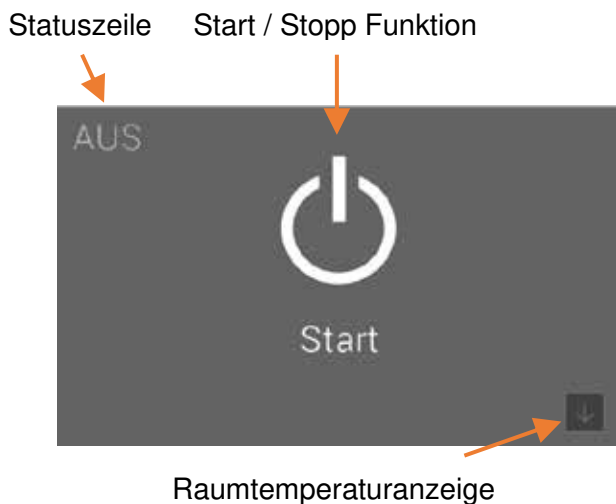 Statuszeile Start / Stopp Funktion
AUS
Start
Raumtemperaturanzeige